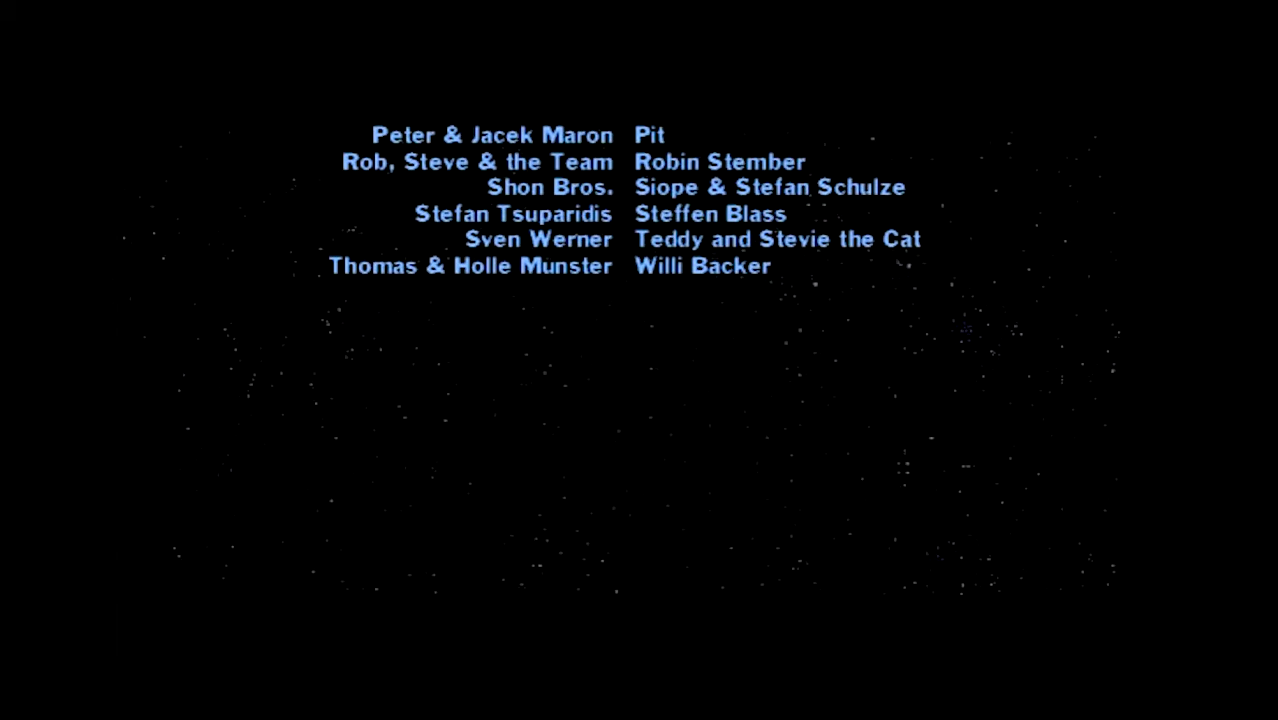 Peter & Jacek Maron Pit
Rob, Steve & the Team Robin Stember
Shon Bros. Siope & Stefan Schulze
Stefan Tsuparidis Steffen Blass
Sven Werner Teddy and Stevie the Cat
Thomas & Holle Munster Willi Backer